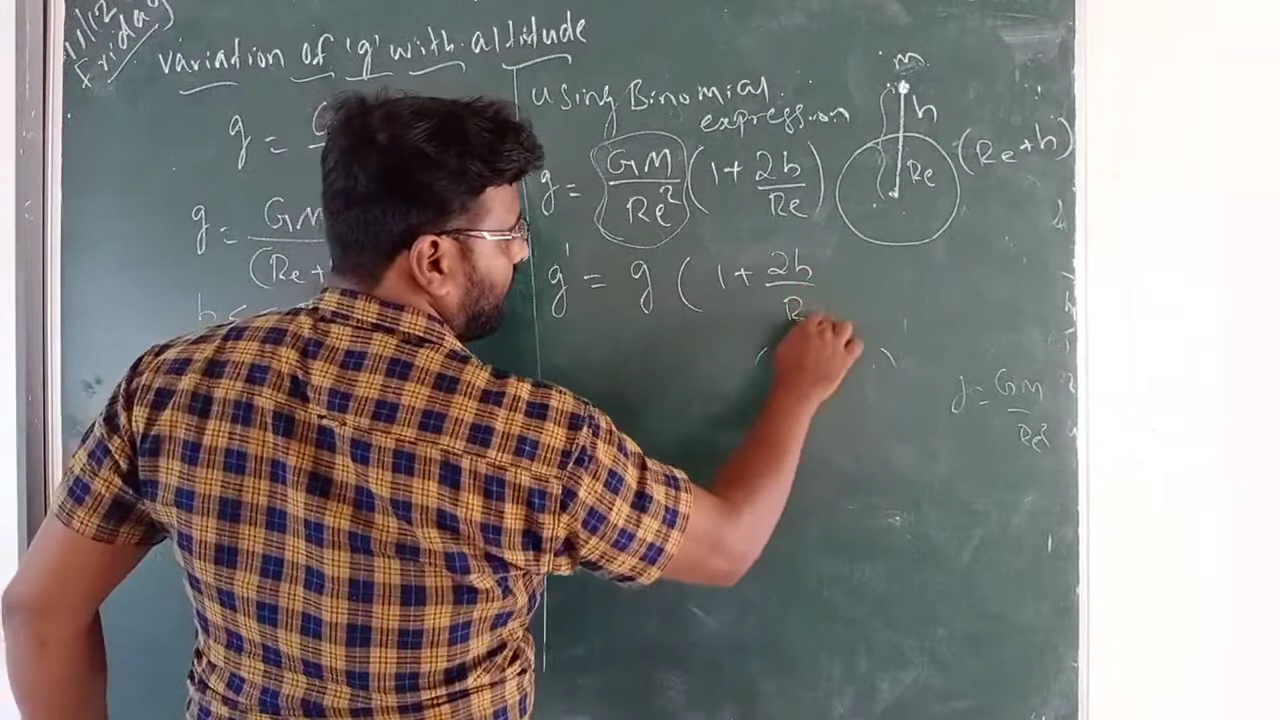 11/12
Friday
Variation of 'g' with altitude
g =
g = GM
(Re+
h <
Using Binomial
expression
g = GM/Re² (1 + 2h/Re)
g' = g ( 1 + 2h/R
m
h
(Re+h)
Re
g = GM
Re²